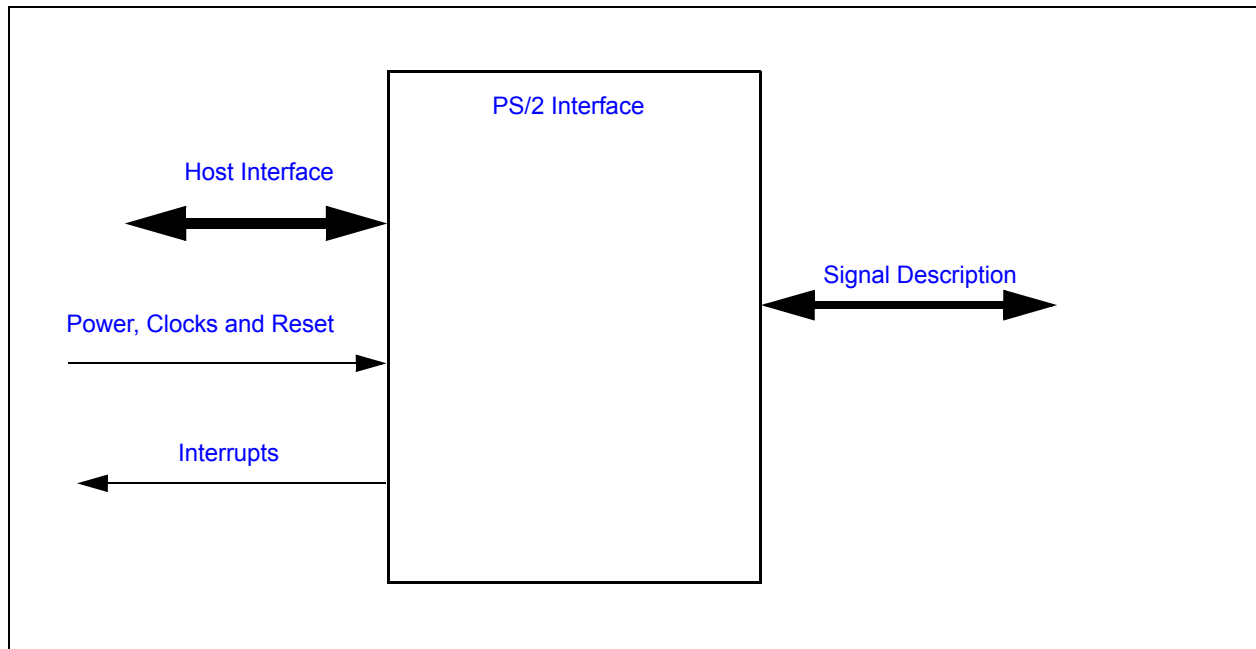 PS/2 Interface
Host Interface
Signal Description
Power, Clocks and Reset
Interrupts